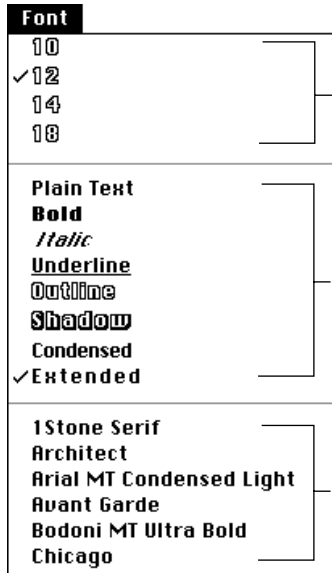 Font
10
✓12
14
18
Plain Text
Bold
Italic
Underline
Outline
Shadow
Condensed
✓Extended
1Stone Serif
Architect
Arial MT Condensed Light
Avant Garde
Bodoni MT Ultra Bold
Chicago